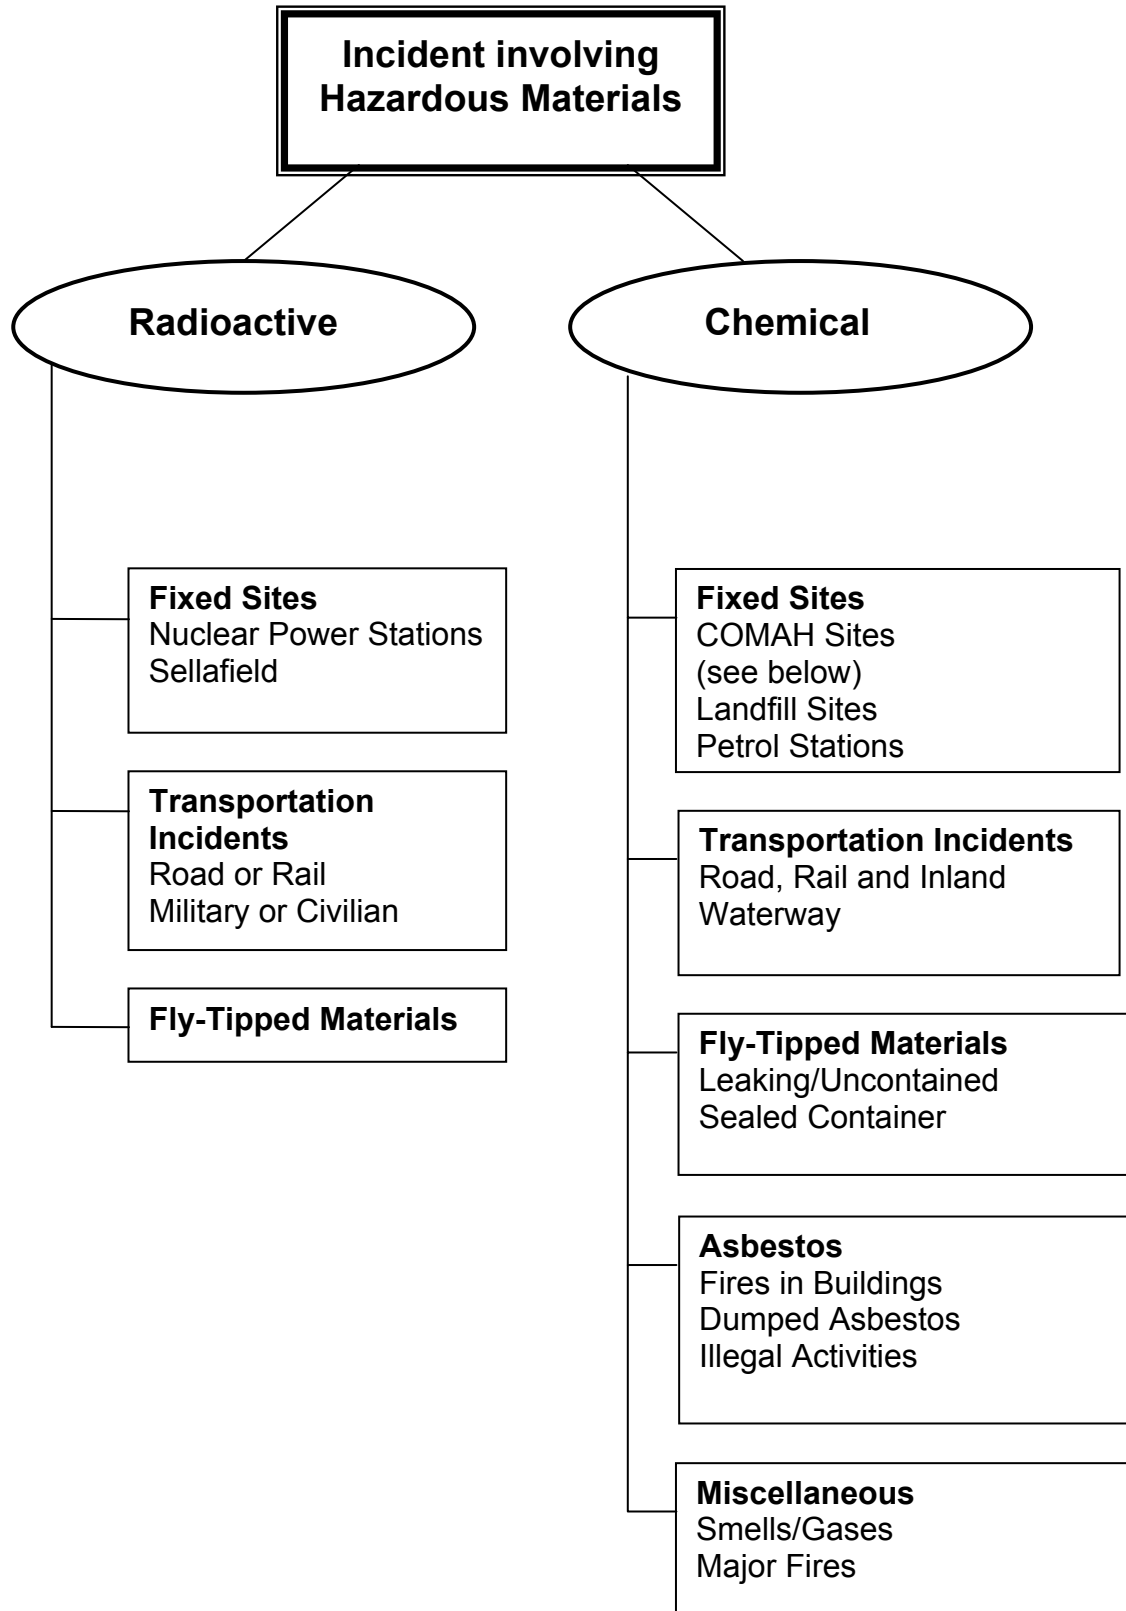 Incident involving
Hazardous Materials
Radioactive
Chemical
Fixed Sites
Nuclear Power Stations
Sellafield
Transportation
Incidents
Road or Rail
Military or Civilian
Fly-Tipped Materials
Fixed Sites
COMAH Sites
(see below)
Landfill Sites
Petrol Stations
Transportation Incidents
Road, Rail and Inland
Waterway
Fly-Tipped Materials
Leaking/Uncontained
Sealed Container
Asbestos
Fires in Buildings
Dumped Asbestos
Illegal Activities
Miscellaneous
Smells/Gases
Major Fires